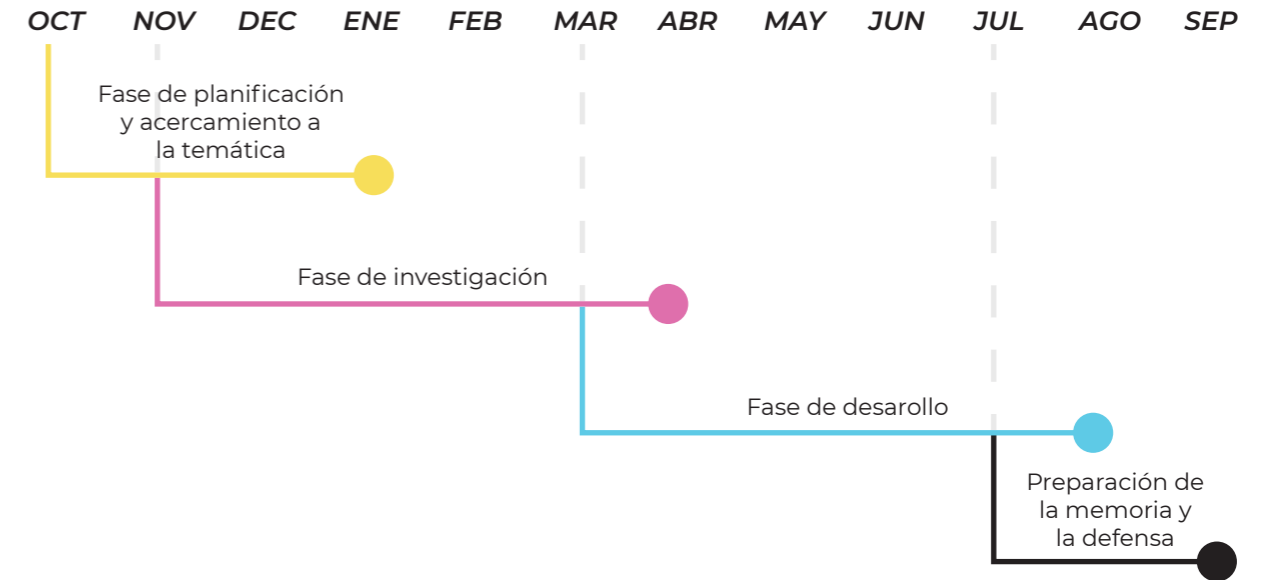 OCT NOV DEC ENE FEB MAR ABR MAY JUN JUL AGO SEP
Fase de planificación
y acercamiento a
la temática
Fase de investigación
Fase de desarollo
Preparación de
la memoria y
la defensa